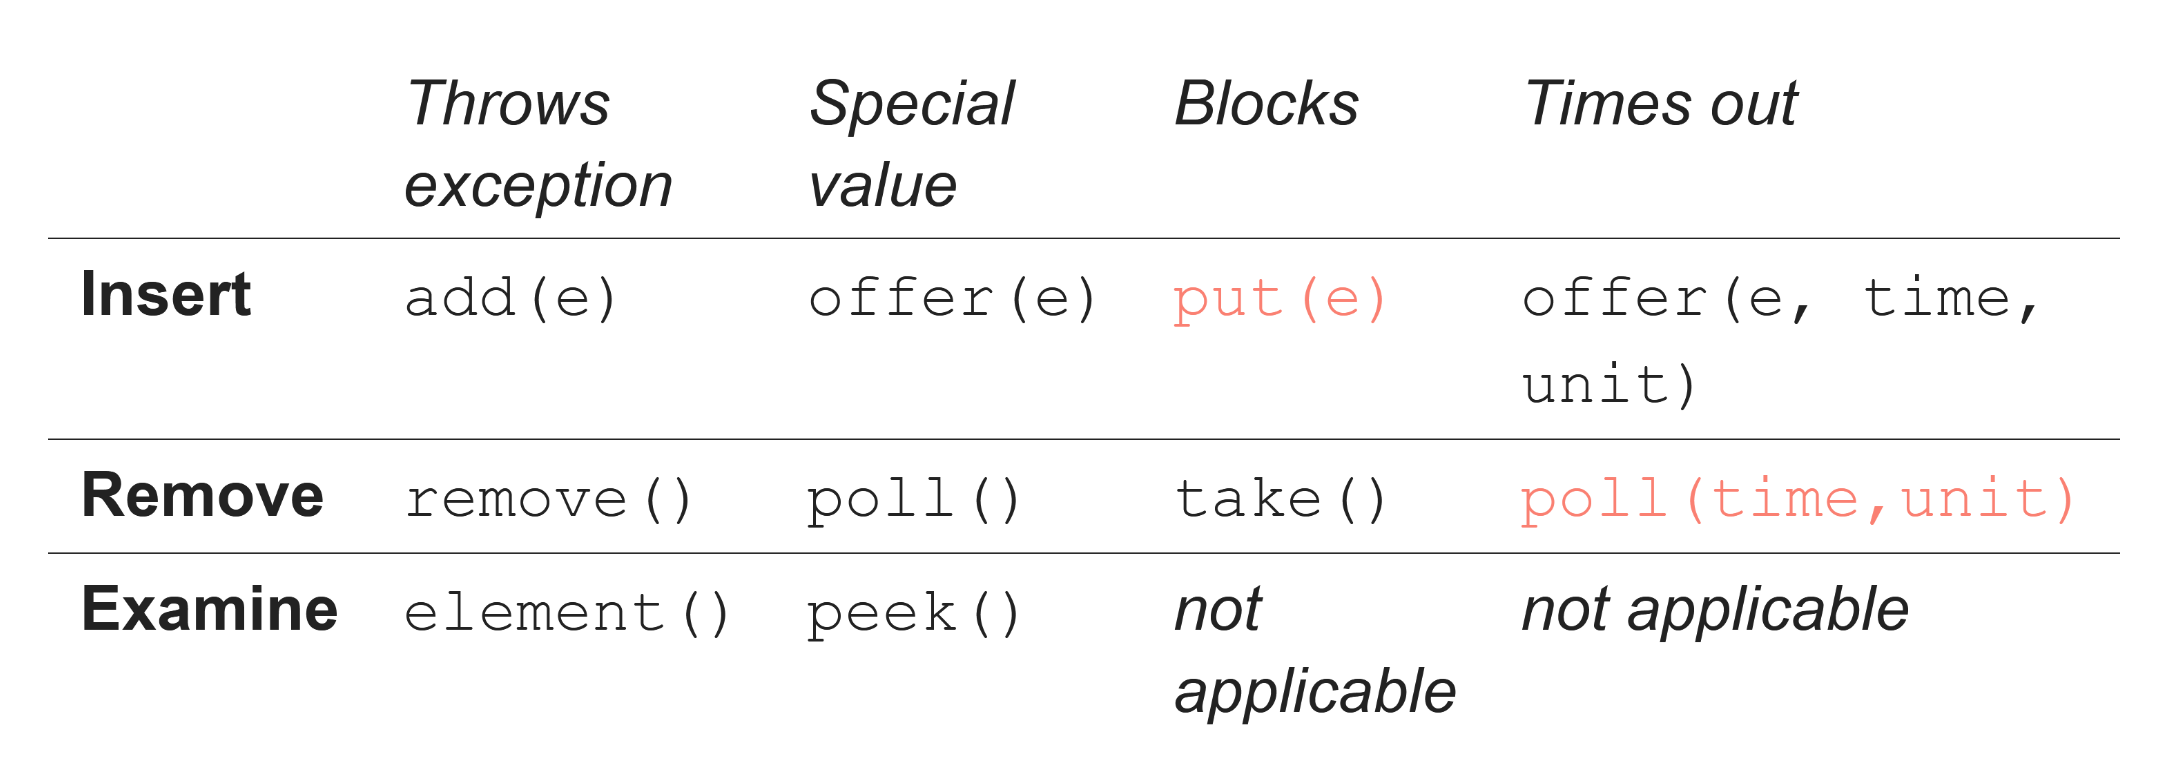 Throws Special Blocks Times out
exception value
Insert add(e) offer(e) put(e) offer(e, time,
unit)
Remove remove() poll() take() poll(time,unit)
Examine element() peek() not not applicable
applicable